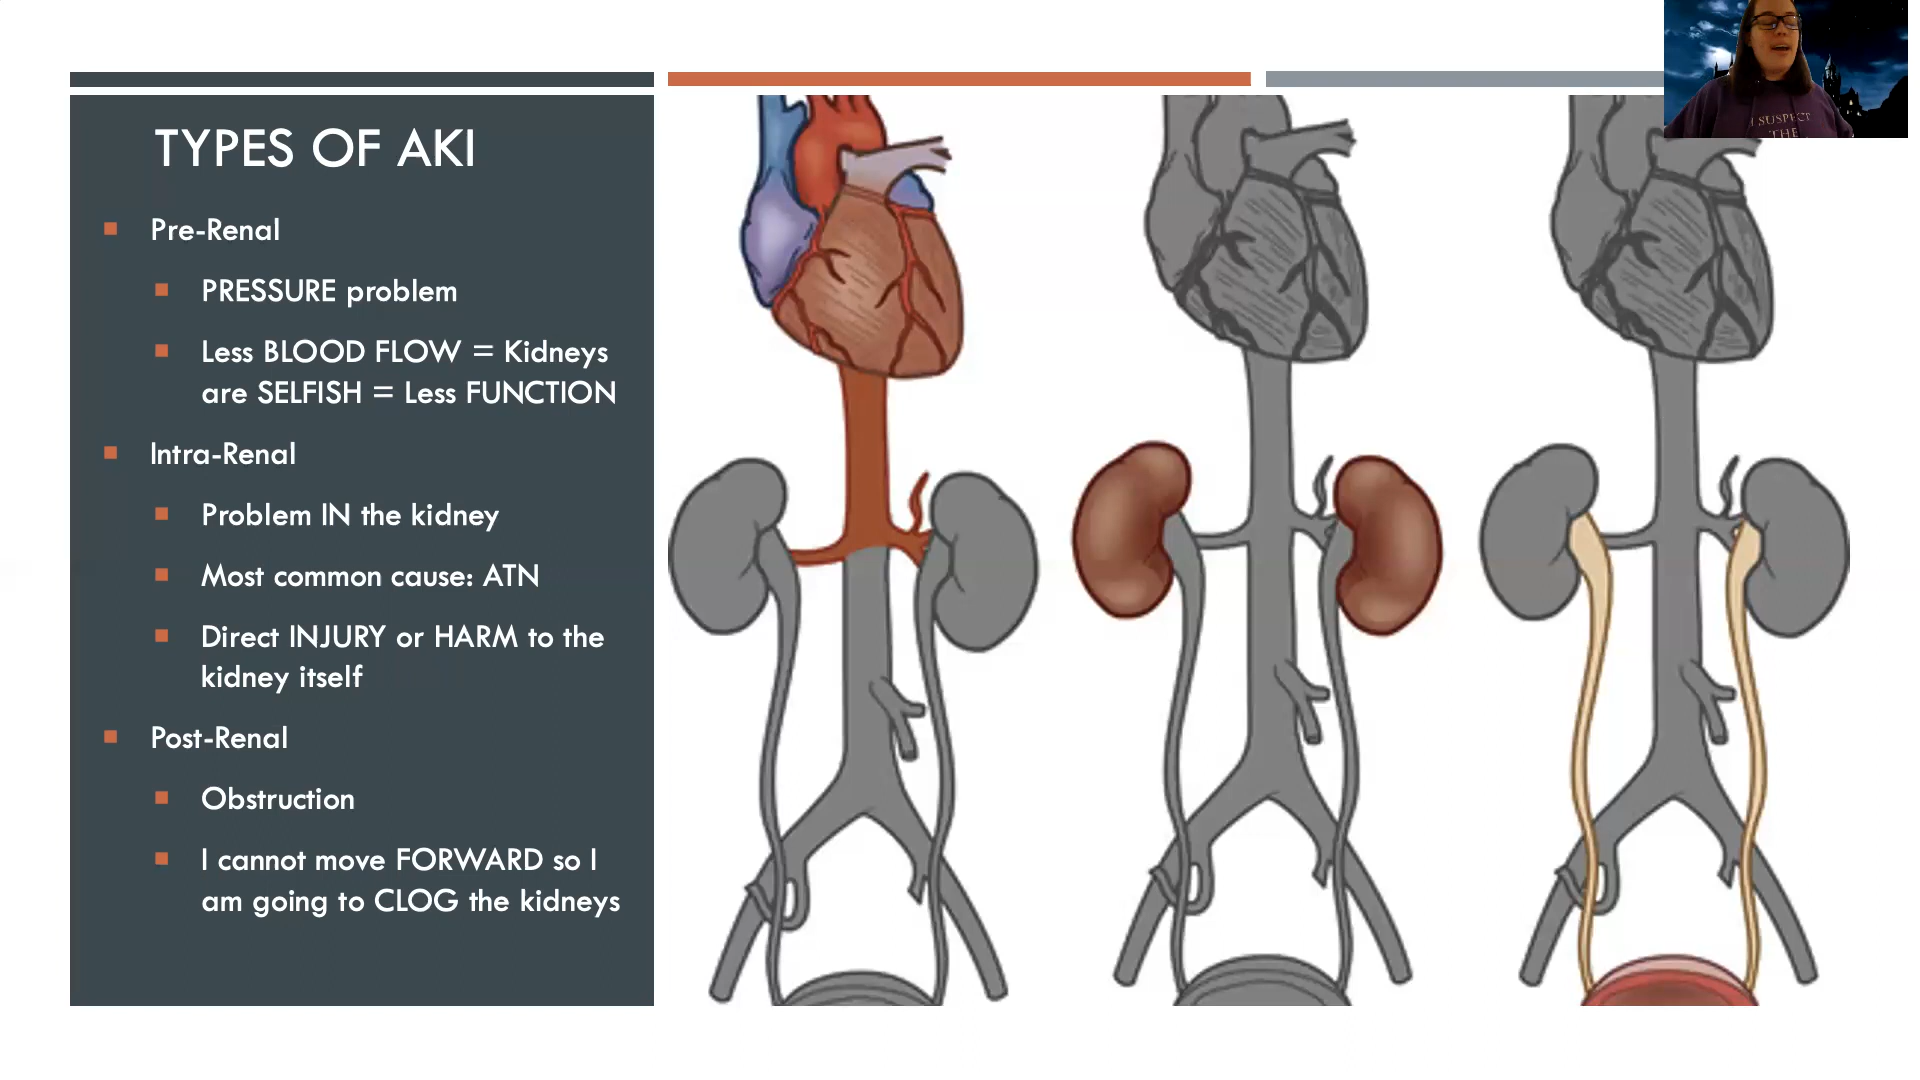 TYPES OF AKI
Pre-Renal
PRESSURE problem
Less BLOOD FLOW = Kidneys
are SELFISH = Less FUNCTION
Intra-Renal
Problem IN the kidney
Most common cause: ATN
Direct INJURY or HARM to the
kidney itself
Post-Renal
Obstruction
I cannot move FORWARD so I
am going to CLOG the kidneys
I SUSPECT
THE